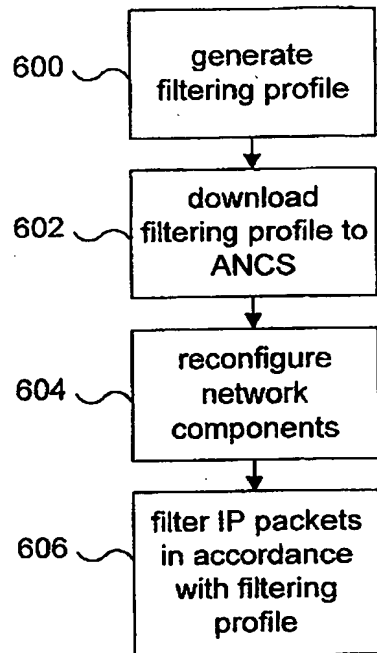 600
generate
filtering profile
602
download
filtering profile to
ANCS
604
reconfigure
network
components
606
filter IP packets
in accordance
with filtering
profile